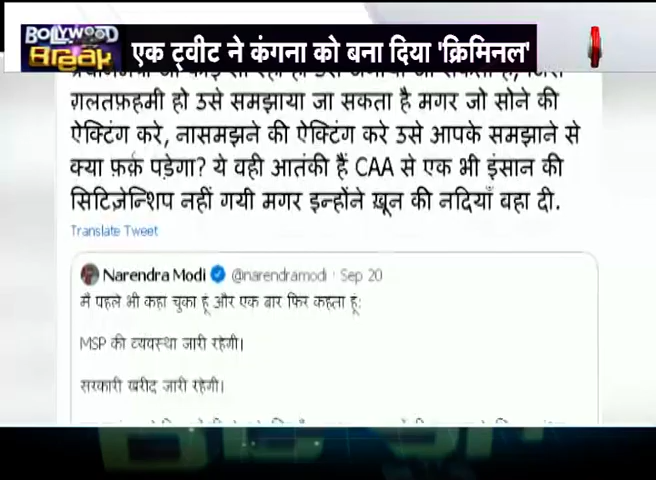 BOLLYWOOD
Break
एक ट्वीट ने कंगना को बना दिया 'क्रिमिनल'
ग़लतफ़हमी हो उसे समझाया जा सकता है मगर जो सोने की
ऐक्टिंग करे, नासमझने की ऐक्टिंग करे उसे आपके समझाने से
क्या फ़र्क़ पड़ेगा? ये वही आतंकी हैं CAA से एक भी इंसान की
सिटिज़ेन्शिप नहीं गयी मगर इन्होंने ख़ून की नदियाँ बहा दी.
Translate Tweet
Narendra Modi @narendramodi · Sep 20
मैं पहले भी कहा चुका हूं और एक बार फिर कहता हूं:
MSP की व्यवस्था जारी रहेगी।
सरकारी खरीद जारी रहेगी।